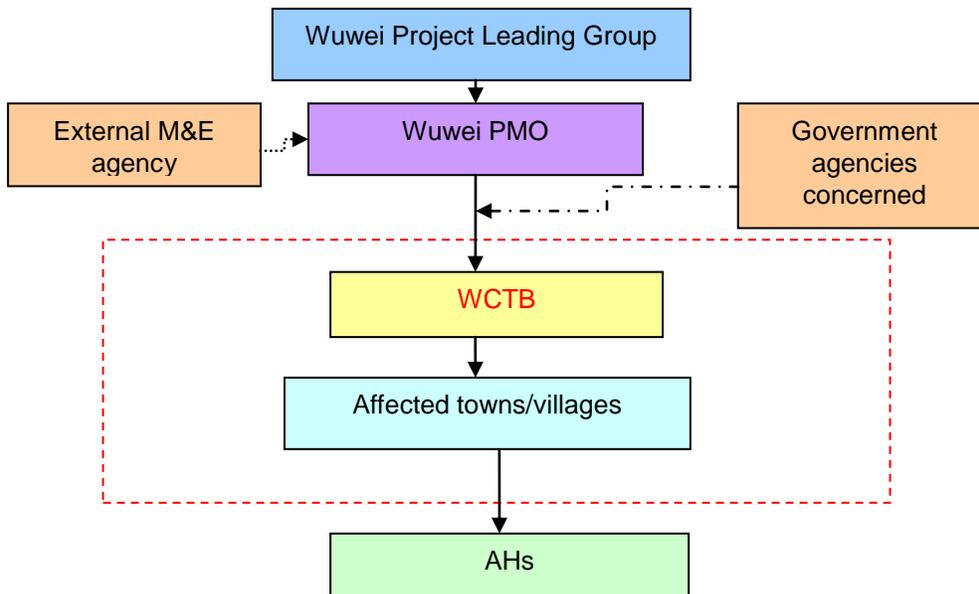 Wuwei Project Leading Group
External M&E
agency
Wuwei PMO
Government
agencies
concerned
WCTB
Affected towns/villages
AHs